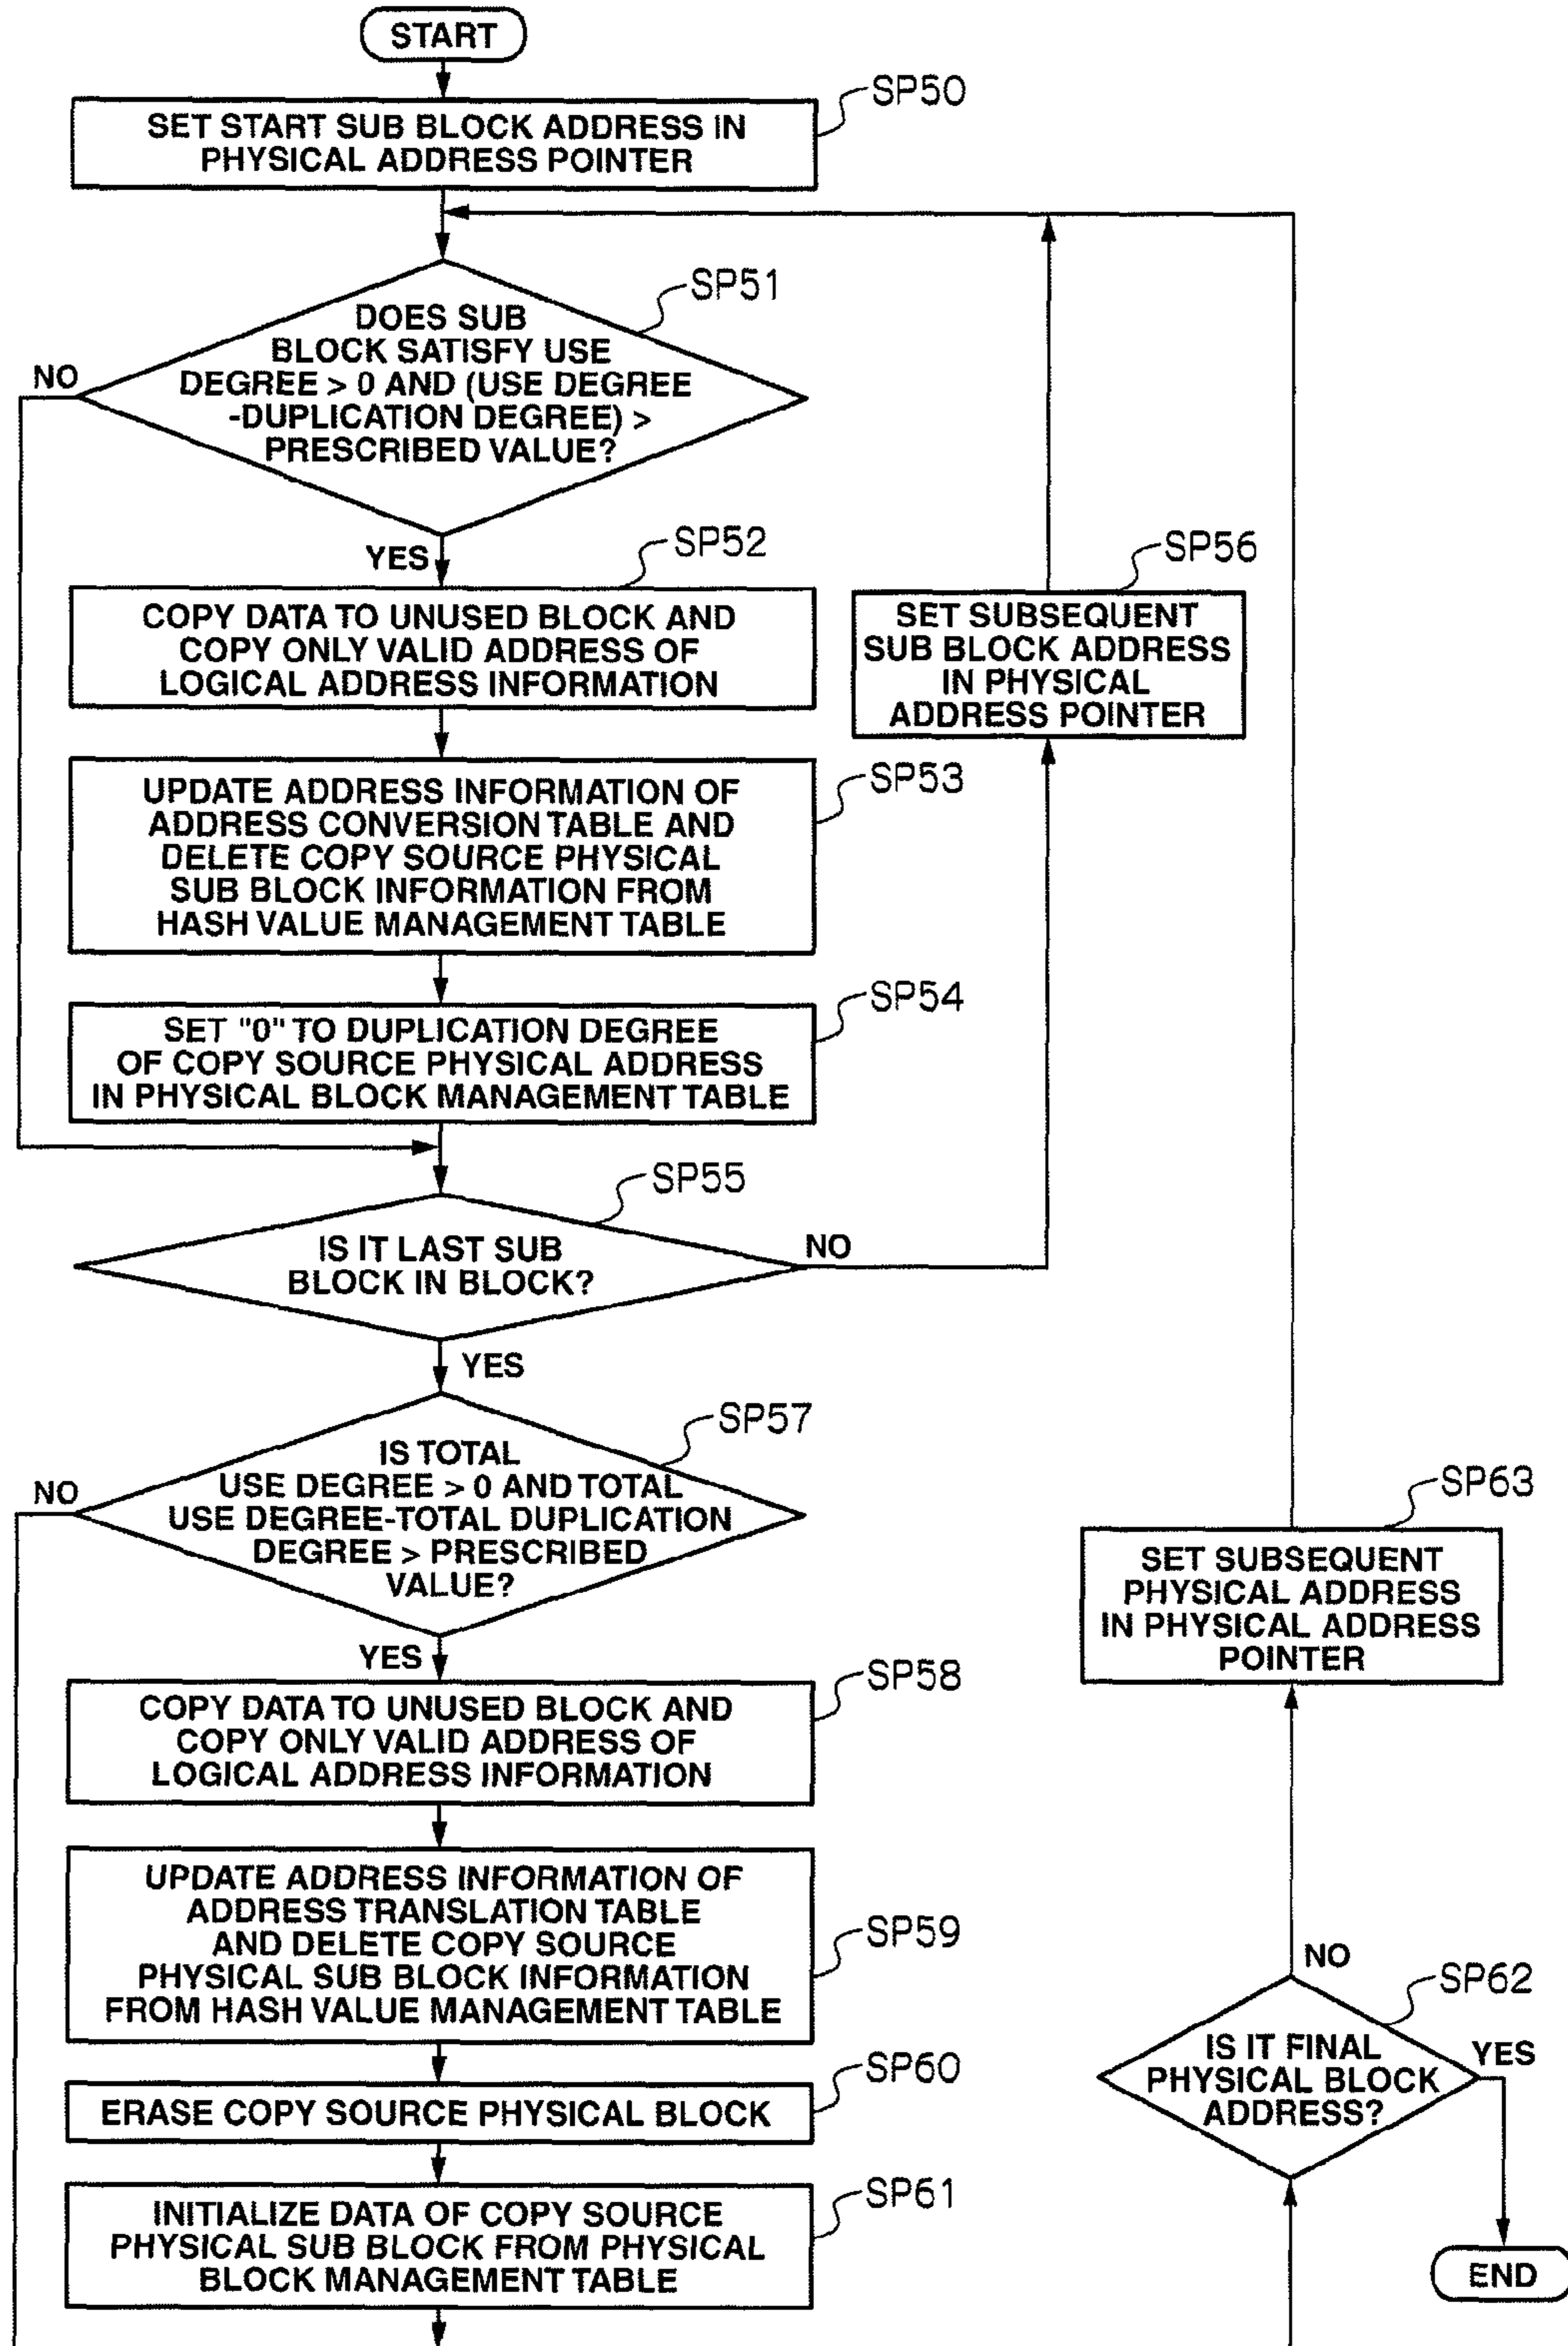 START
SP50
SET START SUB BLOCK ADDRESS IN
PHYSICAL ADDRESS POINTER
SP51
DOES SUB
BLOCK SATISFY USE
DEGREE > 0 AND (USE DEGREE
-DUPLICATION DEGREE) >
PRESCRIBED VALUE?
NO
YES
SP52
COPY DATA TO UNUSED BLOCK AND
COPY ONLY VALID ADDRESS OF
LOGICAL ADDRESS INFORMATION
SP56
SET SUBSEQUENT
SUB BLOCK ADDRESS
IN PHYSICAL
ADDRESS POINTER
SP53
UPDATE ADDRESS INFORMATION OF
ADDRESS CONVERSION TABLE AND
DELETE COPY SOURCE PHYSICAL
SUB BLOCK INFORMATION FROM
HASH VALUE MANAGEMENT TABLE
SP54
SET "0" TO DUPLICATION DEGREE
OF COPY SOURCE PHYSICAL ADDRESS
IN PHYSICAL BLOCK MANAGEMENT TABLE
SP55
IS IT LAST SUB
BLOCK IN BLOCK?
NO
YES
SP57
IS TOTAL
USE DEGREE > 0 AND TOTAL
USE DEGREE-TOTAL DUPLICATION
DEGREE > PRESCRIBED
VALUE?
NO
YES
SP58
COPY DATA TO UNUSED BLOCK AND
COPY ONLY VALID ADDRESS OF
LOGICAL ADDRESS INFORMATION
SP59
UPDATE ADDRESS INFORMATION OF
ADDRESS TRANSLATION TABLE
AND DELETE COPY SOURCE
PHYSICAL SUB BLOCK INFORMATION
FROM HASH VALUE MANAGEMENT TABLE
SP60
ERASE COPY SOURCE PHYSICAL BLOCK
SP61
INITIALIZE DATA OF COPY SOURCE
PHYSICAL SUB BLOCK FROM PHYSICAL
BLOCK MANAGEMENT TABLE
SP63
SET SUBSEQUENT
PHYSICAL ADDRESS
IN PHYSICAL ADDRESS
POINTER
NO
SP62
IS IT FINAL
PHYSICAL BLOCK
ADDRESS?
YES
END